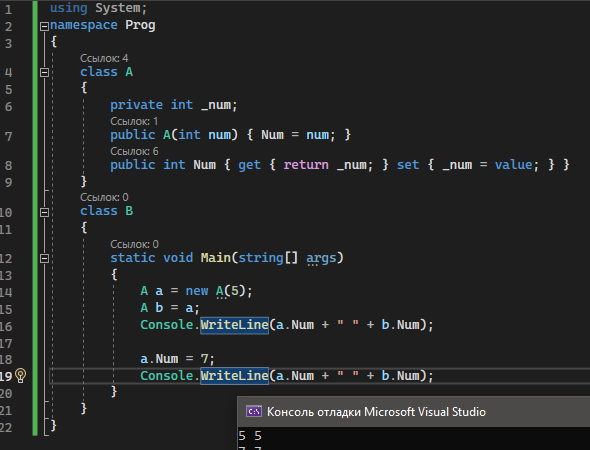 1 using System;
2 namespace Prog
3 {
Ссылок: 4
4 class A
5 {
6 private int _num;
Ссылок: 1
7 public A(int num) { Num = num; }
Ссылок: 6
8 public int Num { get { return _num; } set { _num = value; } }
9 }
Ссылок: 0
10 class B
11 {
Ссылок: 0
12 static void Main(string[] args)
13 {
14 A a = new A(5);
15 A b = a;
16 Console.WriteLine(a.Num + " " + b.Num);
17
18 a.Num = 7;
19 Console.WriteLine(a.Num + " " + b.Num);
20 }
21 }
22 }
Консоль отладки Microsoft Visual Studio
5 5
7 7